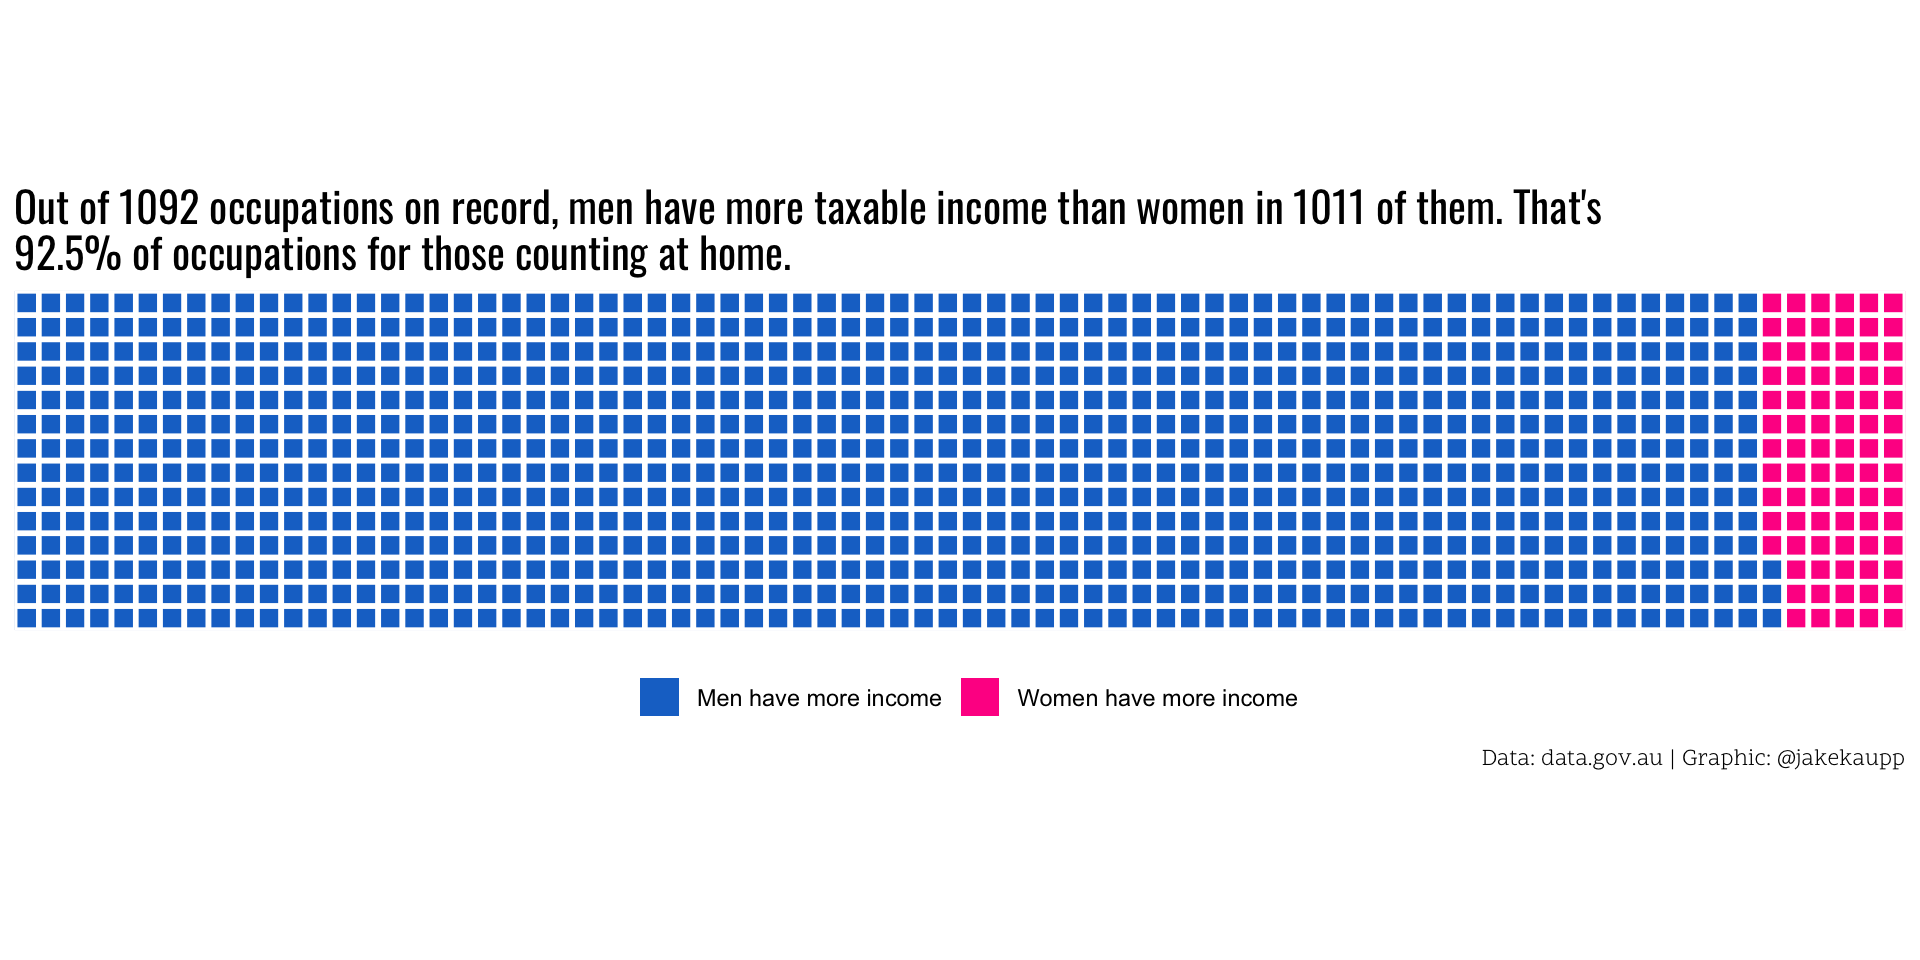 Out of 1092 occupations on record, men have more taxable income than women in 1011 of them. That's
92.5% of occupations for those counting at home.
Men have more income
Women have more income
Data: data.gov.au | Graphic: @jakekaupp